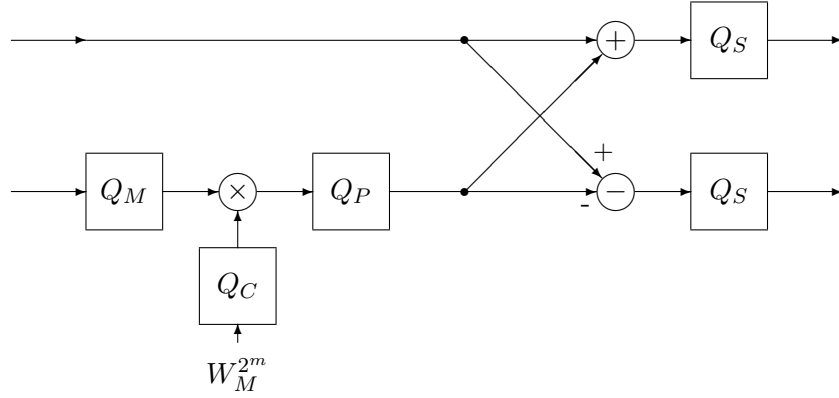 + Q_S
+
Q_M × Q_P - − Q_S
Q_C
W_M^{2^m}